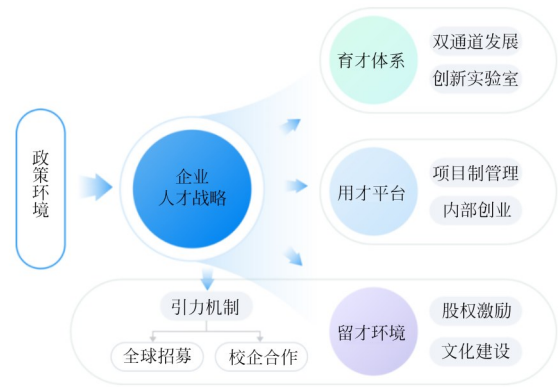 政策环境
企业
人才战略
育才体系
双通道发展
创新实验室
用才平台
项目制管理
内部创业
引力机制
全球招募
校企合作
留才环境
股权激励
文化建设